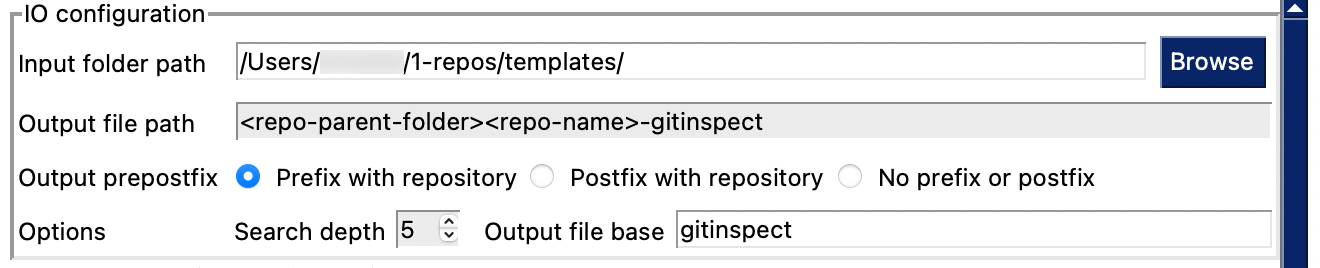 IO configuration
Input folder path /Users/ /1-repos/templates/ Browse
Output file path <repo-parent-folder><repo-name>-gitinspect
Output prepostfix Prefix with repository Postfix with repository No prefix or postfix
Options Search depth 5 Output file base gitinspect